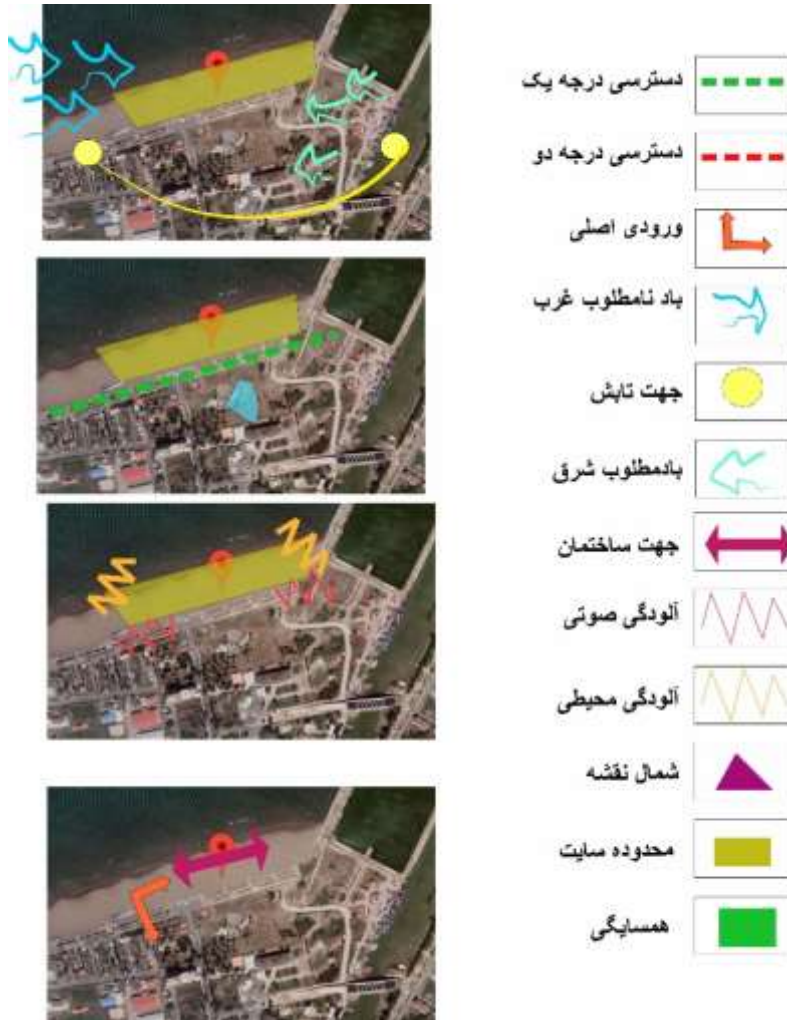 دسترسی درجه یک
دسترسی درجه دو
ورودی اصلی
باد نامطلوب غرب
جهت تابش
بادمطلوب شرق
جهت ساختمان
آلودگی صوتی
آلودگی محیطی
شمال نقشه
محدوده سایت
همسایگی